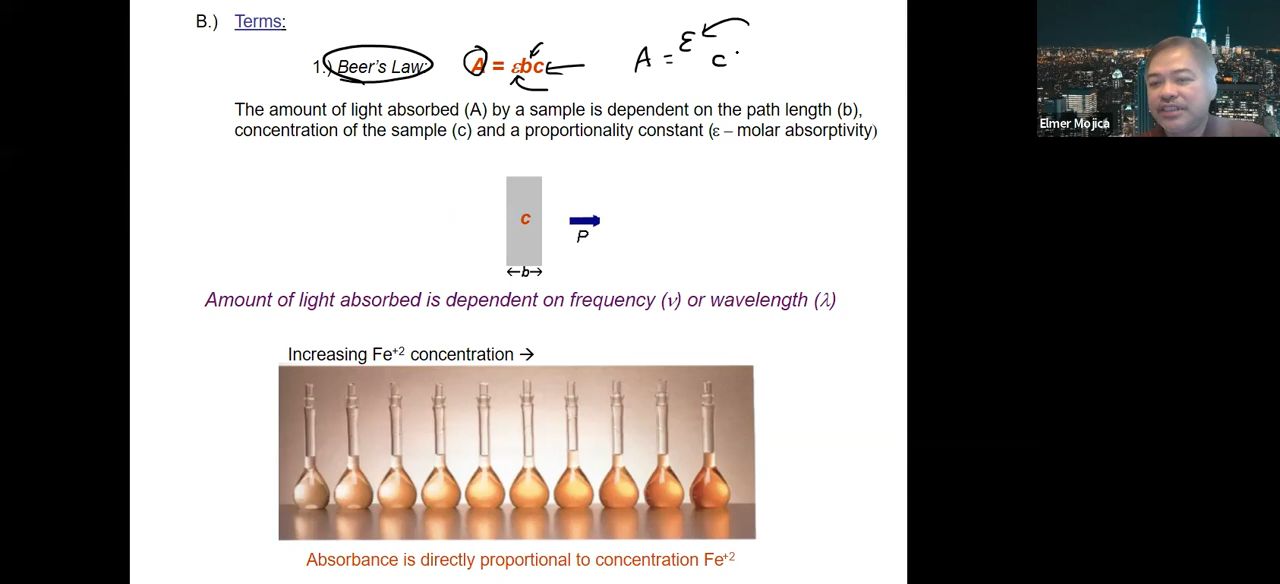 B.) Terms:
1.) Beer's Law: A = εbc A = ε c
The amount of light absorbed (A) by a sample is dependent on the path length (b),
concentration of the sample (c) and a proportionality constant (ε – molar absorptivity)
Elmer Mojica
c
P
←b→
Amount of light absorbed is dependent on frequency (ν) or wavelength (λ)
Increasing Fe⁺² concentration →
Absorbance is directly proportional to concentration Fe⁺²